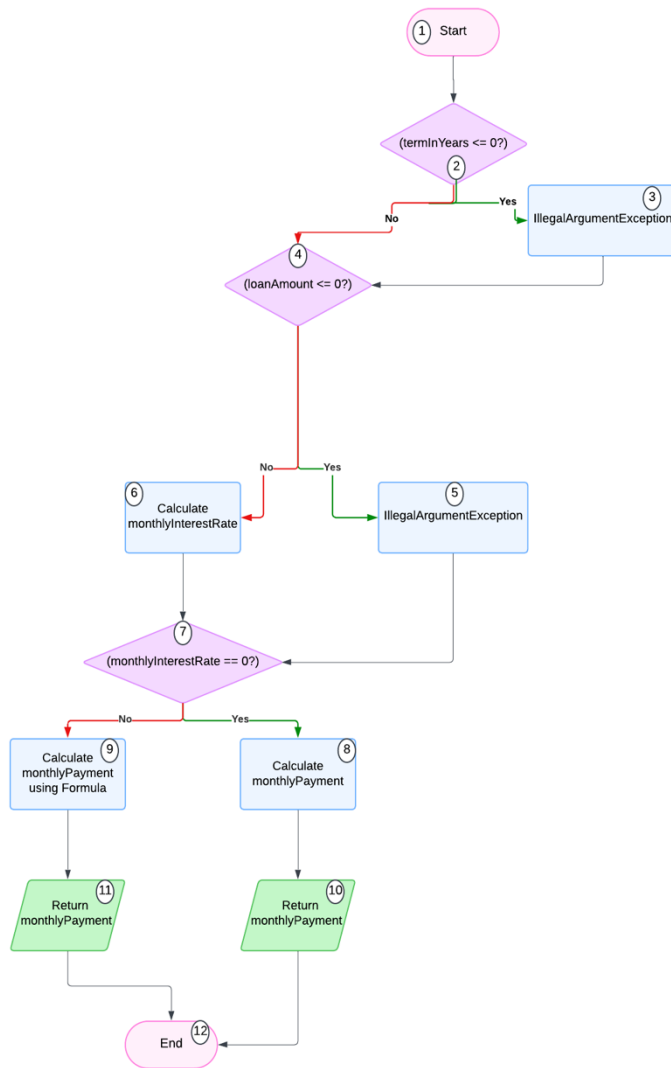 1 Start
(termInYears <= 0?)
2
Yes
No
3
IllegalArgumentException
4
(loanAmount <= 0?)
No
Yes
6
Calculate
monthlyInterestRate
5
IllegalArgumentException
7
(monthlyInterestRate == 0?)
No
Yes
9
Calculate
monthlyPayment
using Formula
8
Calculate
monthlyPayment
11
Return
monthlyPayment
10
Return
monthlyPayment
12
End